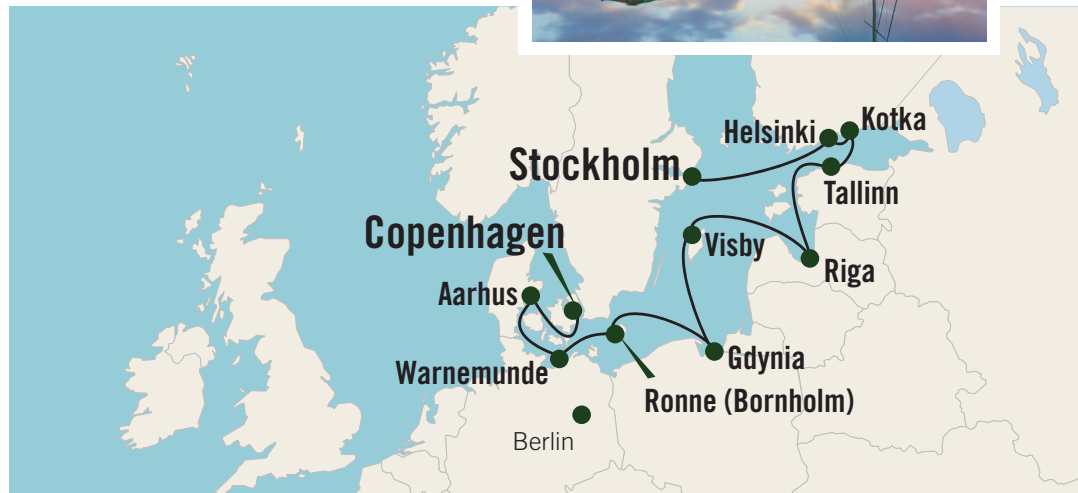 Helsinki
Kotka
Stockholm
Tallinn
Copenhagen
Visby
Riga
Aarhus
Gdynia
Warnemunde
Ronne (Bornholm)
Berlin